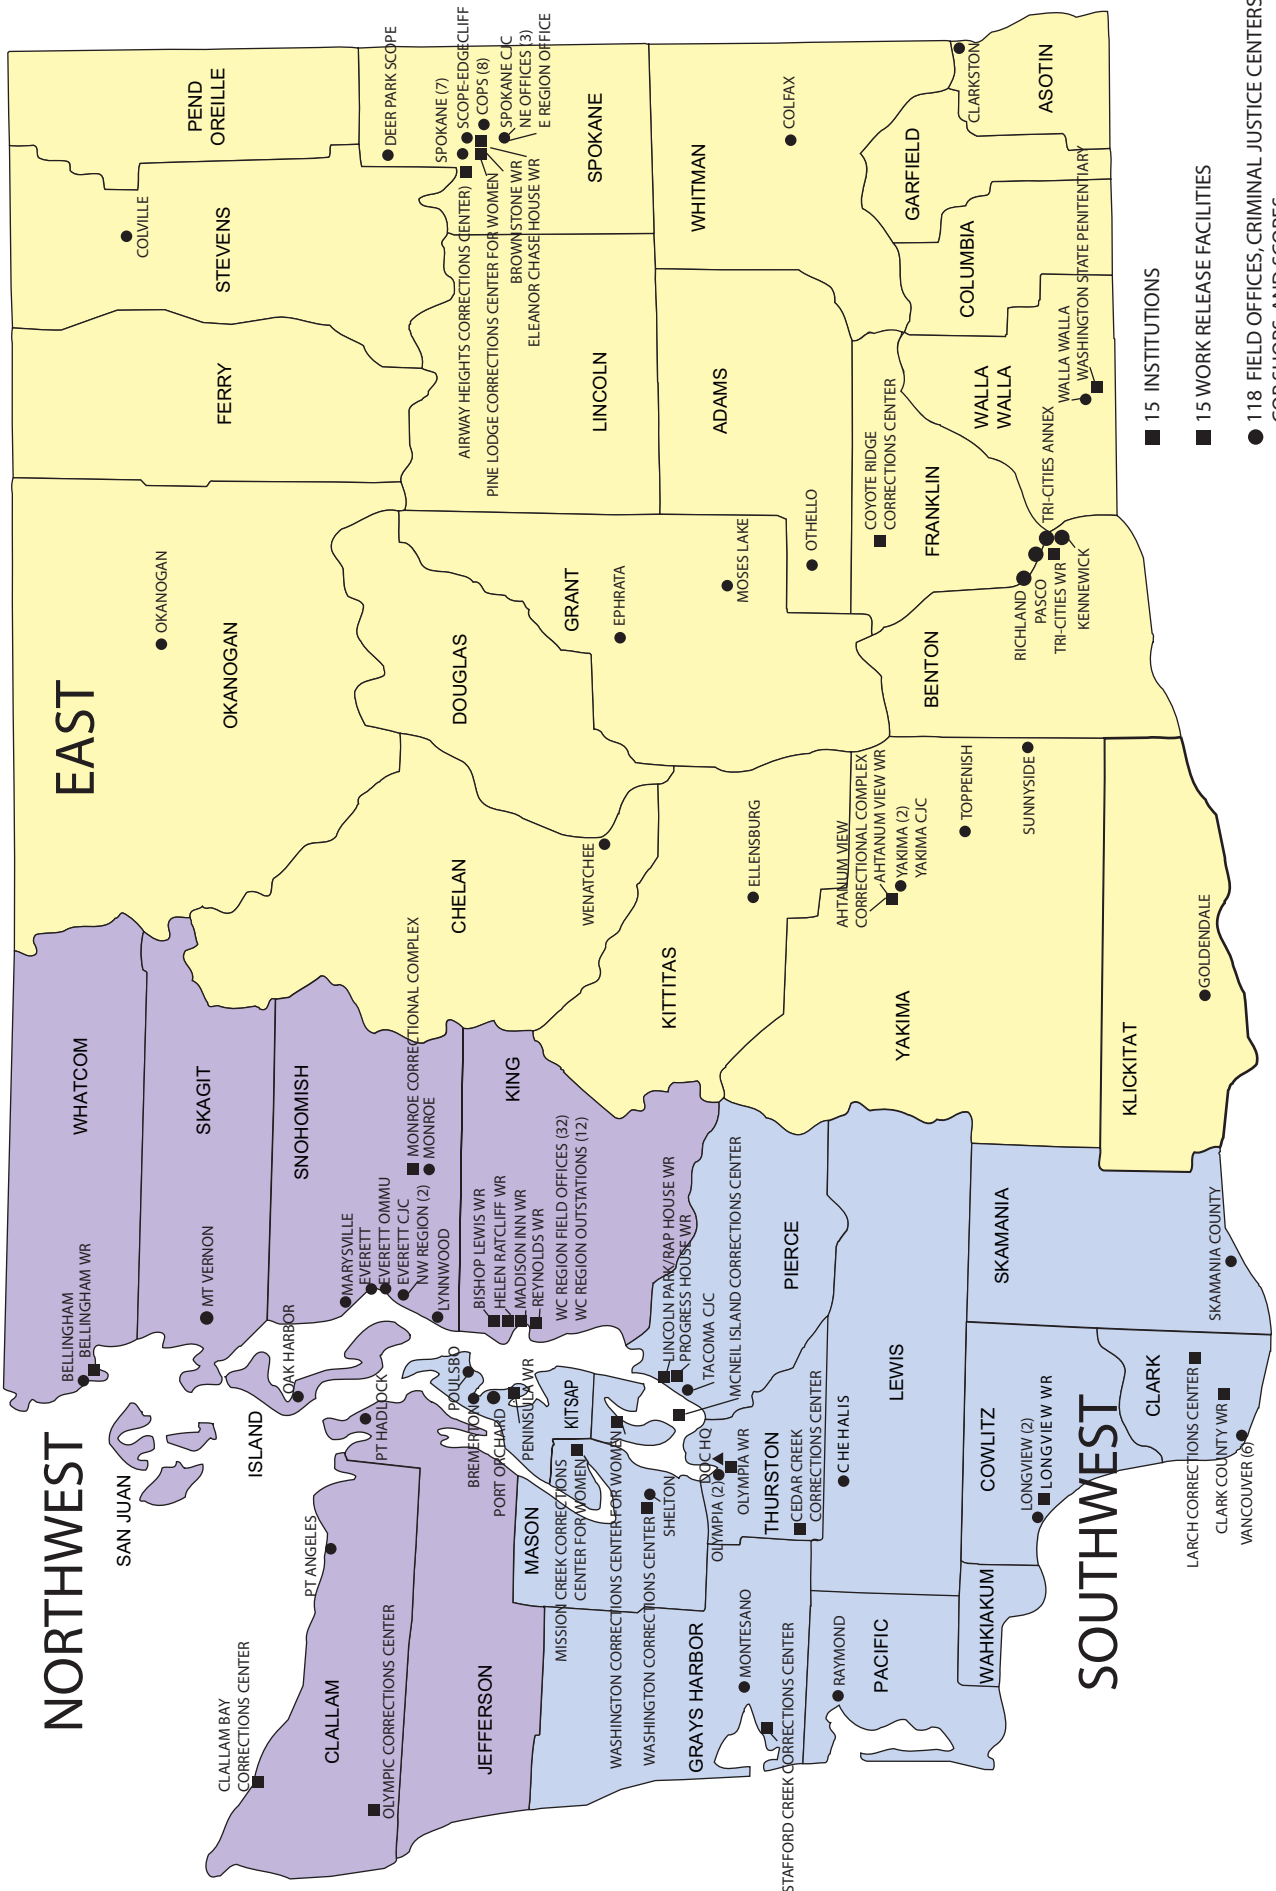 NORTHWEST
EAST
SOUTHWEST
SAN JUAN
WHATCOM
BELLINGHAM
BELLINGHAM WR
SKAGIT
MT VERNON
ISLAND
OAK HARBOR
SNOHOMISH
MARYSVILLE
EVERETT
EVERETT OMMU
EVERETT CJC
NW REGION (2)
LYNNWOOD
MONROE CORRECTIONAL COMPLEX
MONROE
CLALLAM BAY
CORRECTIONS CENTER
CLALLAM
PT ANGELES
OLYMPIC CORRECTIONS CENTER
PT HADLOCK
JEFFERSON
KING
BISHOP LEWIS WR
HELEN RATCLIFF WR
MADISON INN WR
REYNOLDS WR
WC REGION FIELD OFFICES (32)
WC REGION OUTSTATIONS (12)
POULSBO
BREMERTON
PORT ORCHARD
PENINSULA WR
KITSAP
MASON
MISSION CREEK CORRECTIONS
CENTER FOR WOMEN
WASHINGTON CORRECTIONS CENTER FOR WOMEN
WASHINGTON CORRECTIONS CENTER
SHELTON
LINCOLN PARK/RAP HOUSE WR
PROGRESS HOUSE WR
TACOMA CJC
MCNEIL ISLAND CORRECTIONS CENTER
PIERCE
DOC HQ
OLYMPIA (2)
OLYMPIA WR
THURSTON
CEDAR CREEK
CORRECTIONS CENTER
GRAYS HARBOR
MONTESANO
STAFFORD CREEK CORRECTIONS CENTER
RAYMOND
PACIFIC
CHEHALIS
LEWIS
WAHKIAKUM
COWLITZ
LONGVIEW (2)
LONGVIEW WR
SKAMANIA
SKAMANIA COUNTY
CLARK
LARCH CORRECTIONS CENTER
CLARK COUNTY WR
VANCOUVER (6)
OKANOGAN
OKANOGAN
FERRY
STEVENS
COLVILLE
PEND
OREILLE
CHELAN
WENATCHEE
DOUGLAS
GRANT
EPHRATA
MOSES LAKE
LINCOLN
SPOKANE
DEER PARK SCOPE
SPOKANE (7)
SCOPE-EDGECLIFF
COPS (8)
SPOKANE CJC
NE OFFICES (3)
E REGION OFFICE
AIRWAY HEIGHTS CORRECTIONS CENTER)
PINE LODGE CORRECTIONS CENTER FOR WOMEN
BROWNSTONE WR
ELEANOR CHASE HOUSE WR
KITTITAS
ELLENSBURG
ADAMS
OTHELLO
WHITMAN
COLFAX
YAKIMA
AHTANUM VIEW
CORRECTIONAL COMPLEX
AHTANUM VIEW WR
YAKIMA (2)
YAKIMA CJC
TOPPENISH
SUNNYSIDE
BENTON
FRANKLIN
COYOTE RIDGE
CORRECTIONS CENTER
RICHLAND
PASCO
TRI-CITIES WR
KENNEWICK
TRI-CITIES ANNEX
WALLA
WALLA
WALLA WALLA
WASHINGTON STATE PENITENTIARY
COLUMBIA
GARFIELD
ASOTIN
CLARKSTON
KLICKITAT
GOLDENDALE
15 INSTITUTIONS
15 WORK RELEASE FACILITIES
118 FIELD OFFICES, CRIMINAL JUSTICE CENTERS